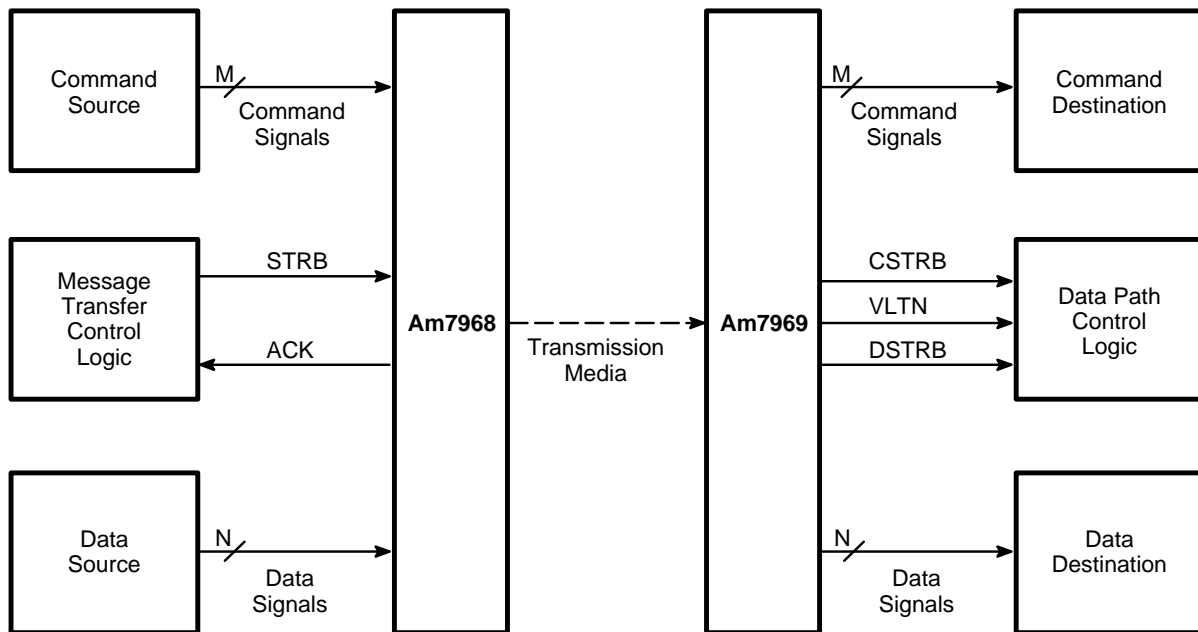 Command
Source
M
Command
Signals
Message
Transfer
Control
Logic
STRB
ACK
Data
Source
N
Data
Signals
Am7968
Transmission
Media
Am7969
M
Command
Signals
Command
Destination
CSTRB
VLTN
DSTRB
Data Path
Control
Logic
N
Data
Signals
Data
Destination